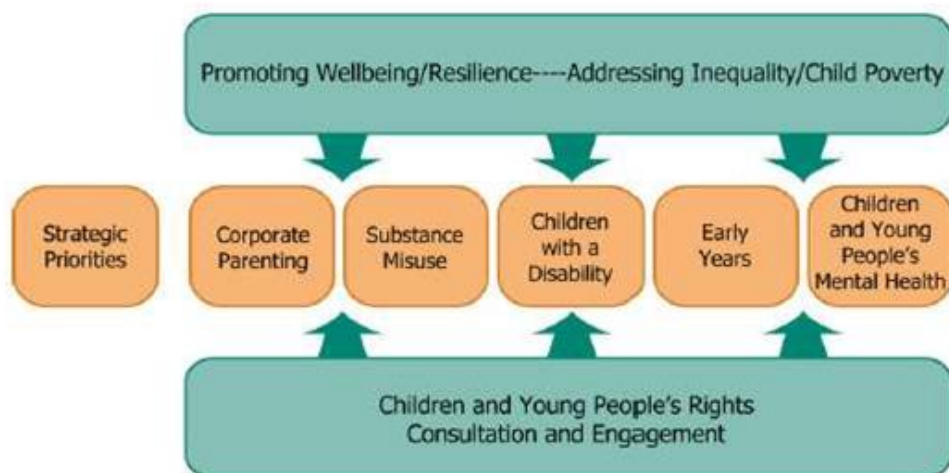 Promoting Wellbeing/Resilience----Addressing Inequality/Child Poverty
Strategic
Priorities
Corporate
Parenting
Substance
Misuse
Children
with a
Disability
Early
Years
Children
and Young
People's
Mental Health
Children and Young People's Rights
Consultation and Engagement